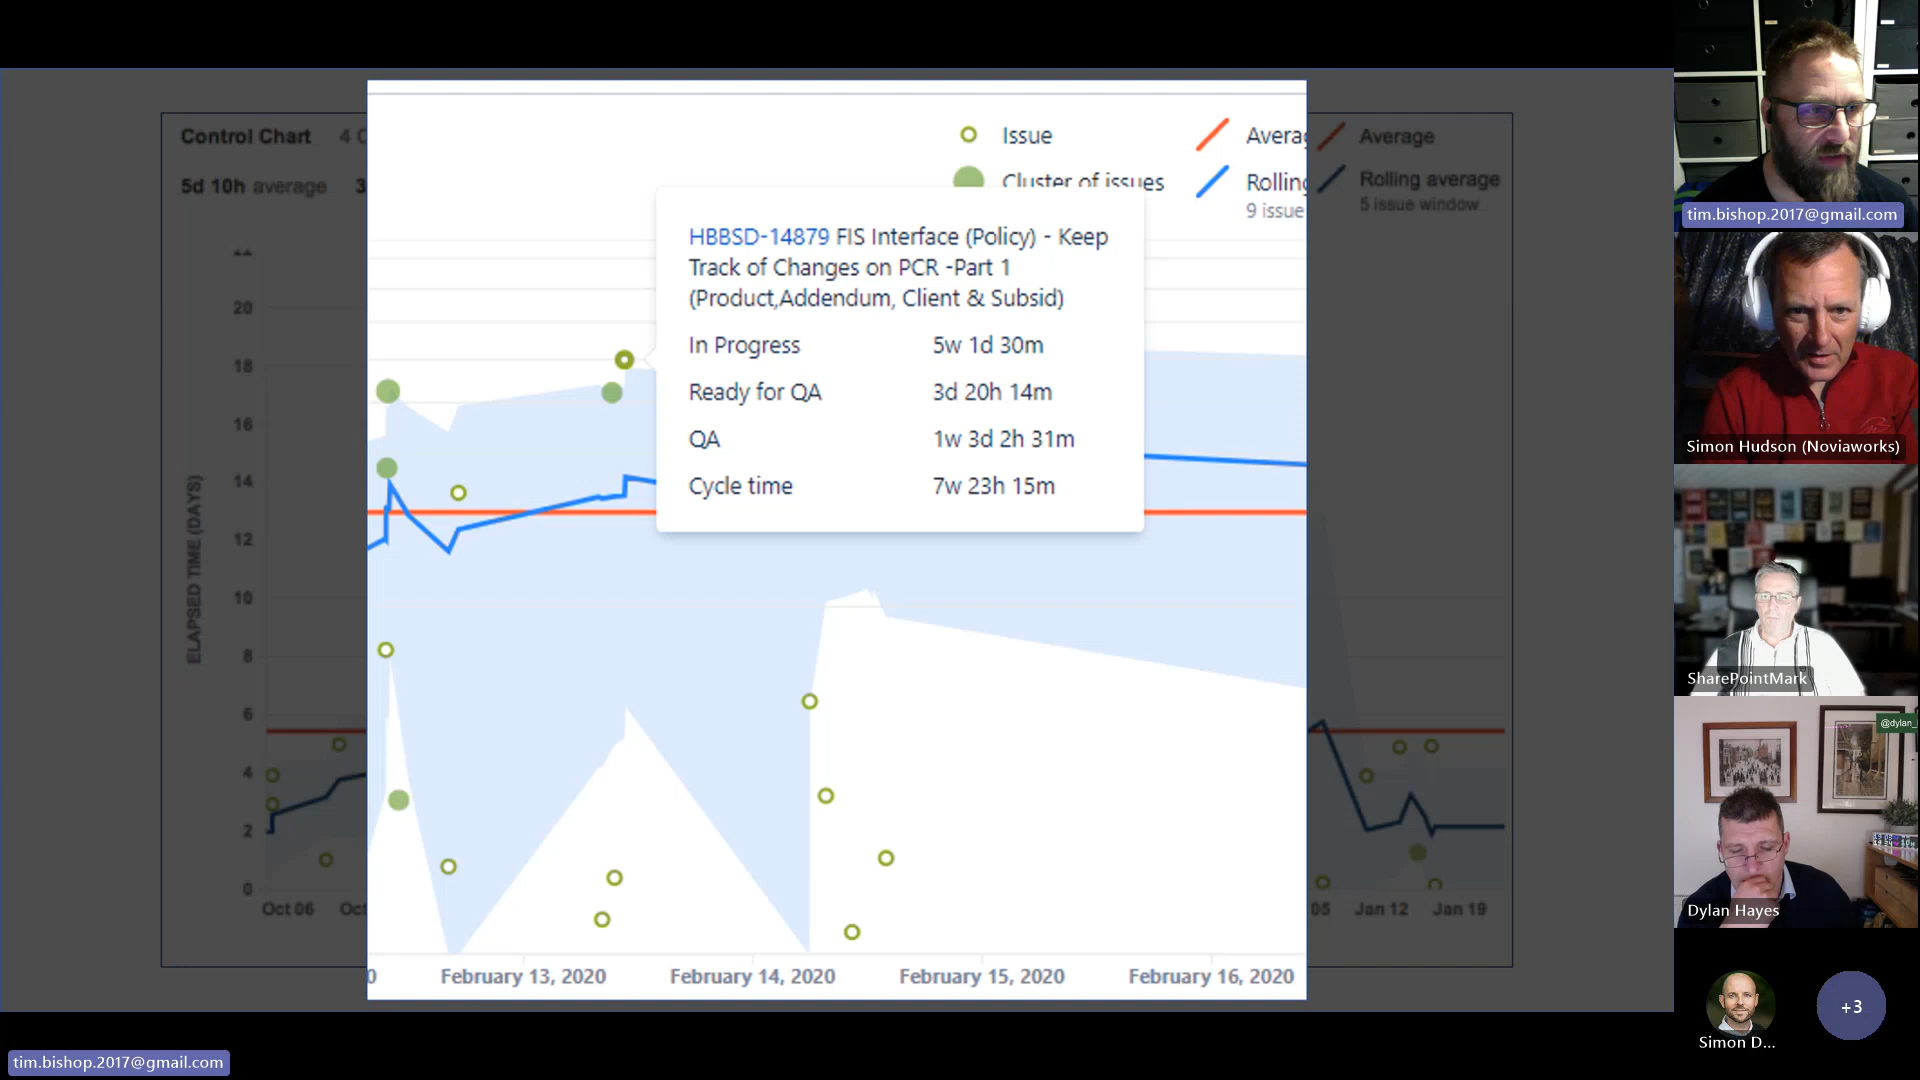 Control Chart
5d 10h average
Issue
Cluster of issues
Average
Rolling average
9 issue
5 issue window
HBBSD-14879 FIS Interface (Policy) - Keep
Track of Changes on PCR -Part 1
(Product,Addendum, Client & Subsid)
In Progress 5w 1d 30m
Ready for QA 3d 20h 14m
QA 1w 3d 2h 31m
Cycle time 7w 23h 15m
ELAPSED TIME (DAYS)
20
18
16
14
12
10
8
6
4
2
0
Oct 06
05
Jan 12
Jan 19
February 13, 2020
February 14, 2020
February 15, 2020
February 16, 2020
tim.bishop.2017@gmail.com
Simon Hudson (Noviaworks)
SharePointMark
@dylan_
Dylan Hayes
Simon D...
+3
tim.bishop.2017@gmail.com